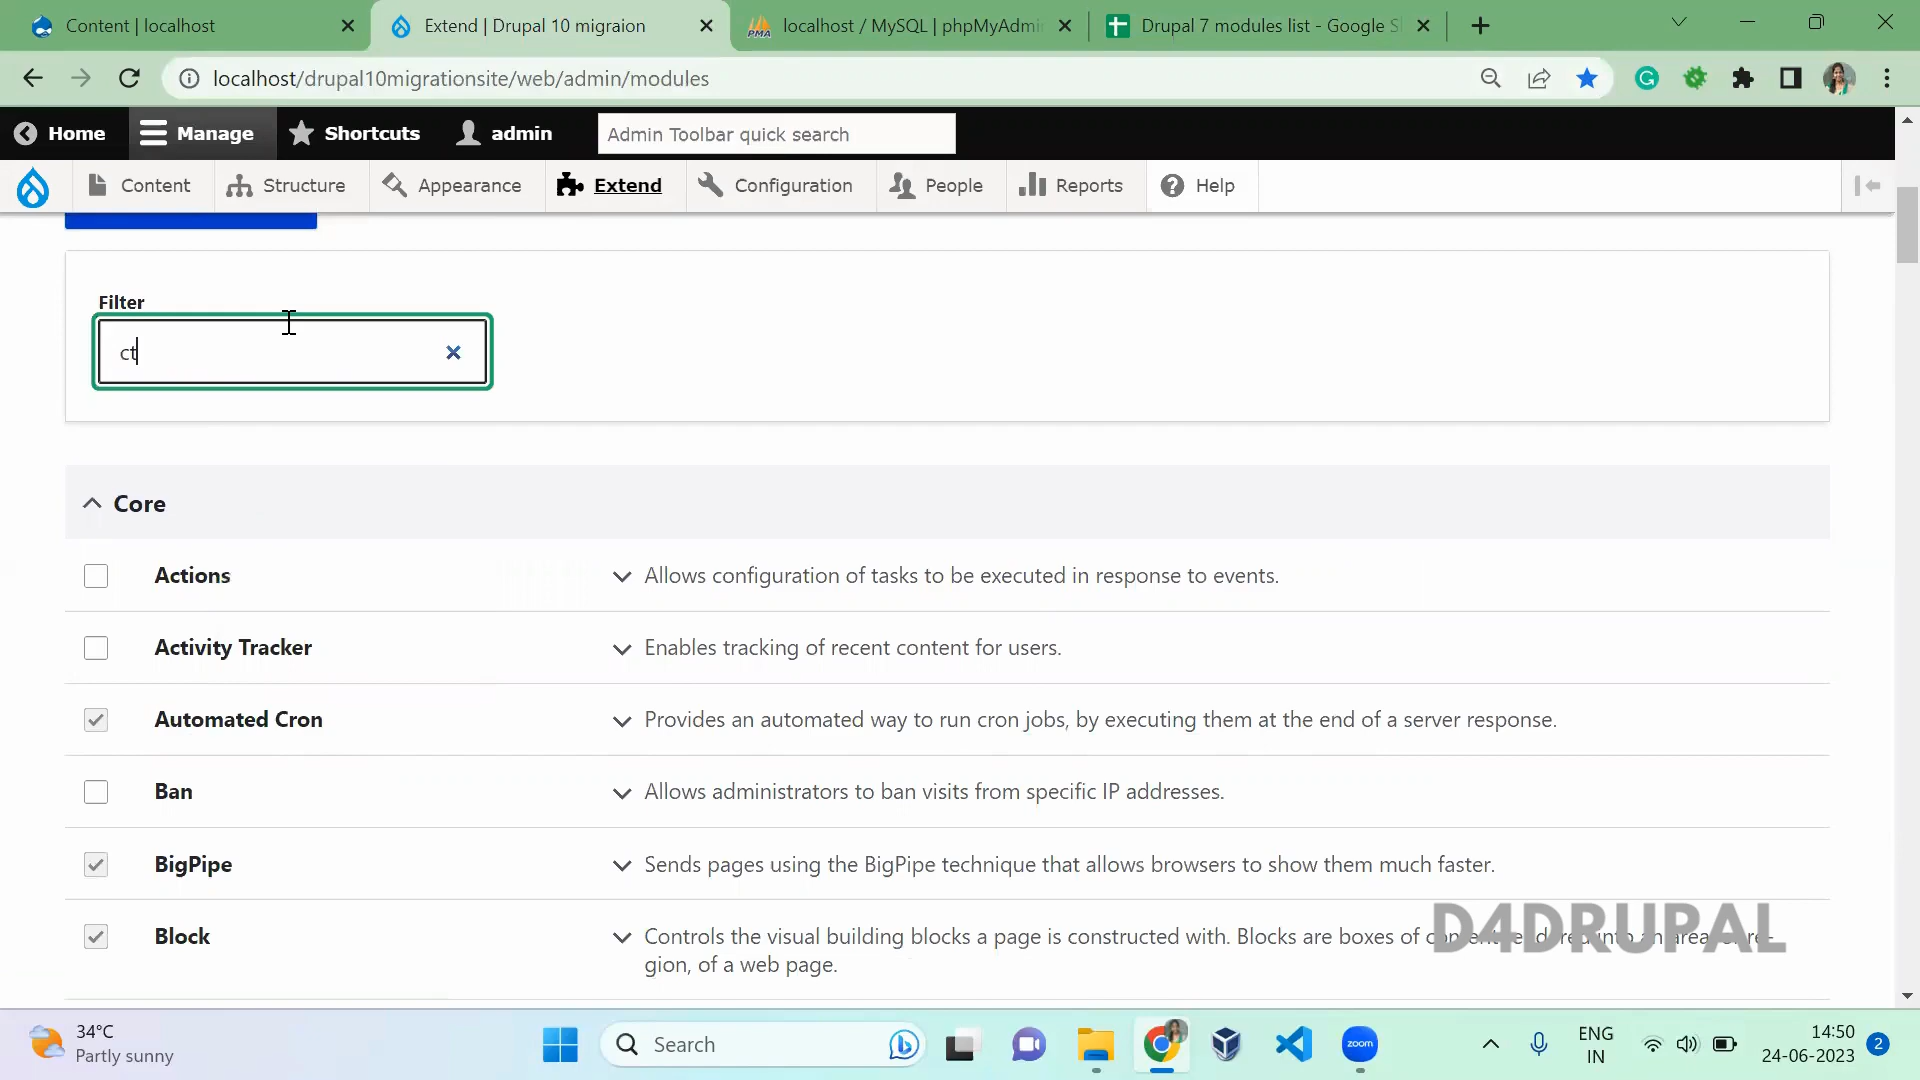 Content | localhost
Extend | Drupal 10 migraion
localhost / MySQL | phpMyAdmin
Drupal 7 modules list - Google S
localhost/drupal10migrationsite/web/admin/modules
Home
Manage
Shortcuts
admin
Admin Toolbar quick search
Content
Structure
Appearance
Extend
Configuration
People
Reports
Help
Filter
ct
Core
Actions
Allows configuration of tasks to be executed in response to events.
Activity Tracker
Enables tracking of recent content for users.
Automated Cron
Provides an automated way to run cron jobs, by executing them at the end of a server response.
Ban
Allows administrators to ban visits from specific IP addresses.
BigPipe
Sends pages using the BigPipe technique that allows browsers to show them much faster.
Block
Controls the visual building blocks a page is constructed with. Blocks are boxes of
gion, of a web page.
D4DRUPAL
34°C
Partly sunny
Search
zoom
ENG
IN
14:50
24-06-2023
2